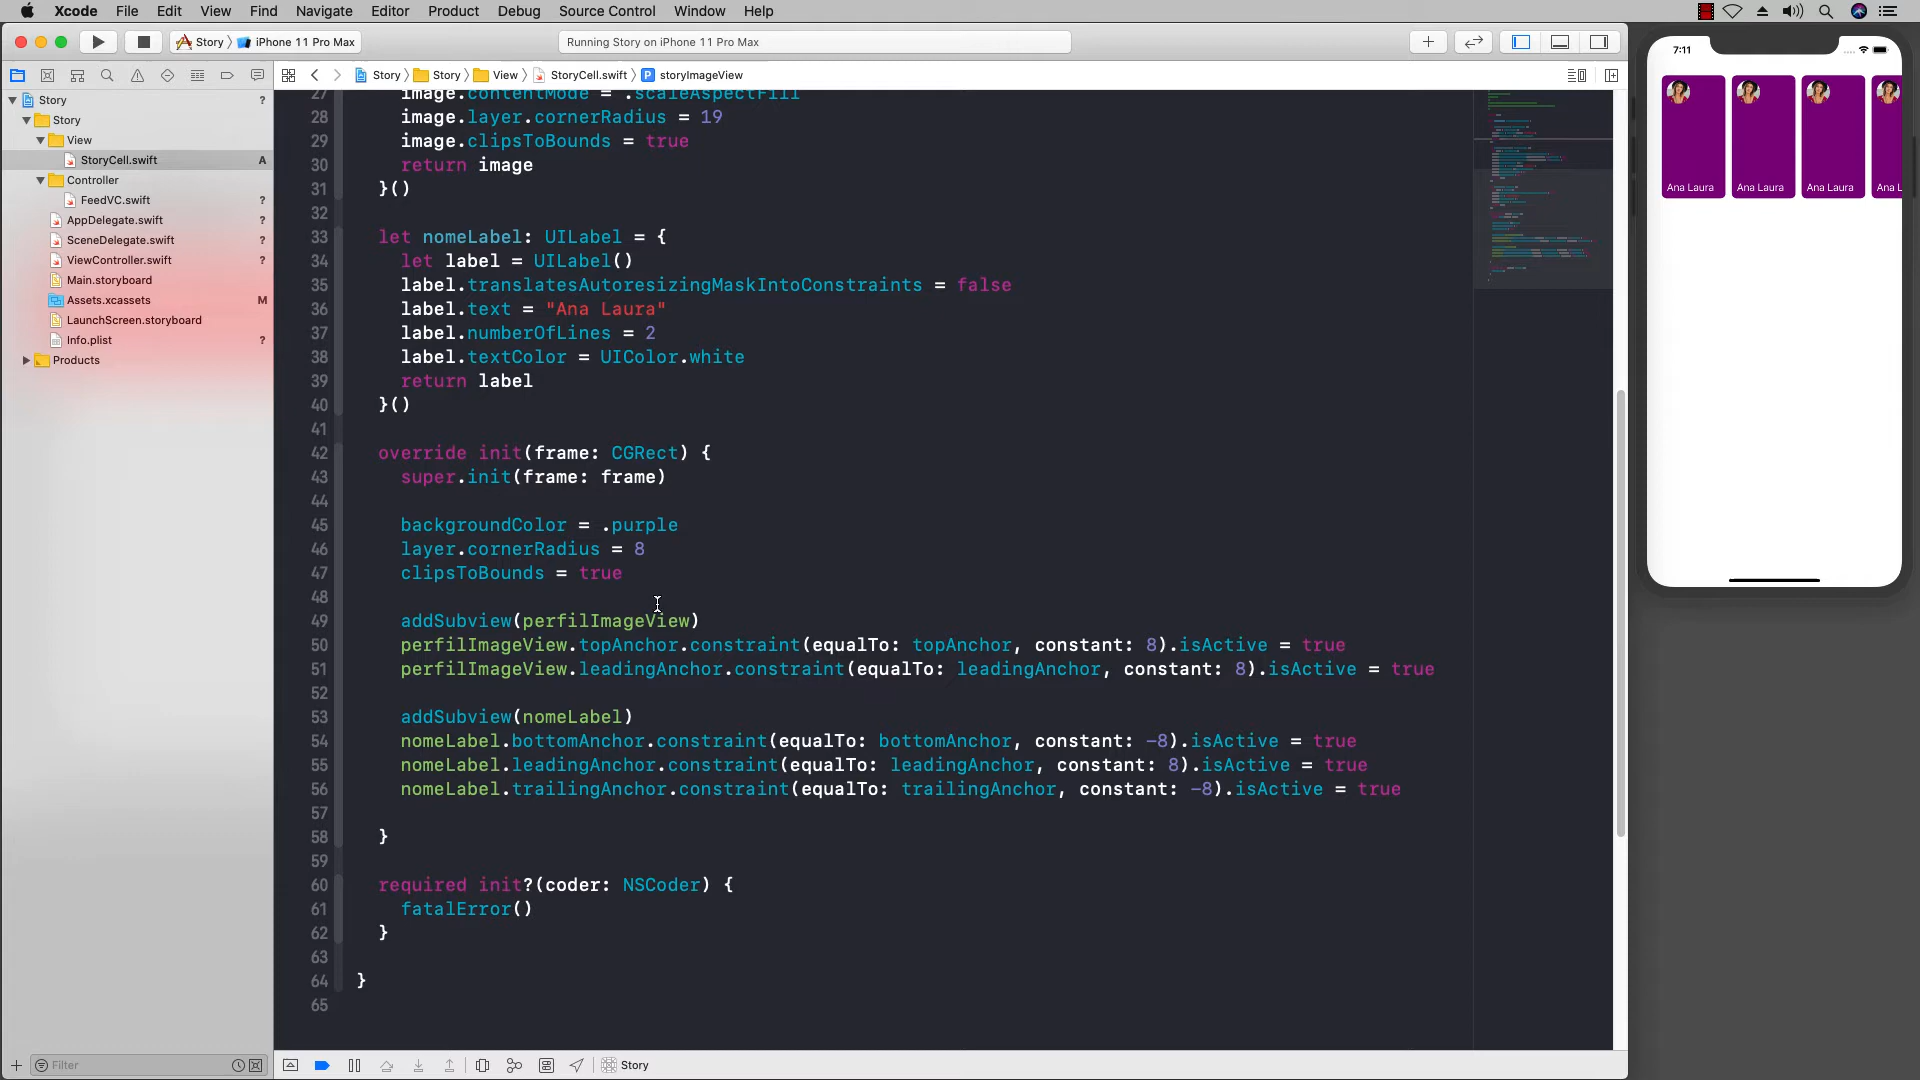 Xcode File Edit View Find Navigate Editor Product Debug Source Control Window Help
Story iPhone 11 Pro Max
Running Story on iPhone 11 Pro Max
Story Story View StoryCell.swift storyImageView
Story ?
Story
View
StoryCell.swift A
Controller
FeedVC.swift ?
AppDelegate.swift ?
SceneDelegate.swift ?
ViewController.swift ?
Main.storyboard
Assets.xcassets M
LaunchScreen.storyboard
Info.plist ?
Products
27 image.contentMode = .scaleAspectFill
28 image.layer.cornerRadius = 19
29 image.clipsToBounds = true
30 return image
31 }()
32
33 let nomeLabel: UILabel = {
34 let label = UILabel()
35 label.translatesAutoresizingMaskIntoConstraints = false
36 label.text = "Ana Laura"
37 label.numberOfLines = 2
38 label.textColor = UIColor.white
39 return label
40 }()
41
42 override init(frame: CGRect) {
43 super.init(frame: frame)
44
45 backgroundColor = .purple
46 layer.cornerRadius = 8
47 clipsToBounds = true
48
49 addSubview(perfilImageView)
50 perfilImageView.topAnchor.constraint(equalTo: topAnchor, constant: 8).isActive = true
51 perfilImageView.leadingAnchor.constraint(equalTo: leadingAnchor, constant: 8).isActive = true
52
53 addSubview(nomeLabel)
54 nomeLabel.bottomAnchor.constraint(equalTo: bottomAnchor, constant: -8).isActive = true
55 nomeLabel.leadingAnchor.constraint(equalTo: leadingAnchor, constant: 8).isActive = true
56 nomeLabel.trailingAnchor.constraint(equalTo: trailingAnchor, constant: -8).isActive = true
57
58 }
59
60 required init?(coder: NSCoder) {
61 fatalError()
62 }
63
64 }
65
Filter
Story
7:11
Ana Laura Ana Laura Ana Laura Ana L